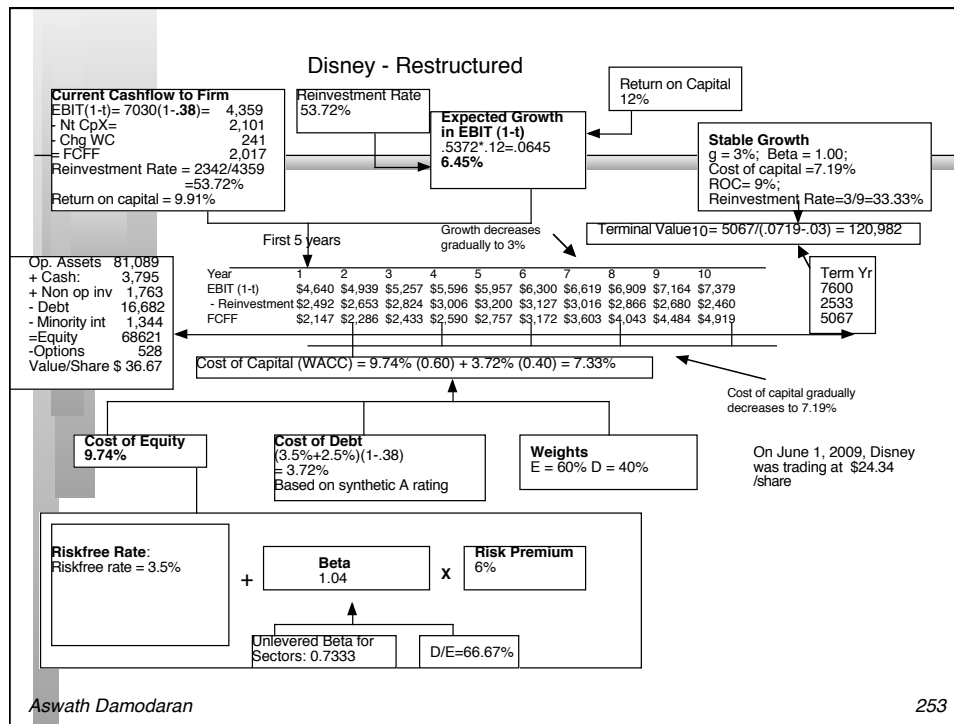 Disney - Restructured
Current Cashflow to Firm
EBIT(1-t)= 7030(1-.38)= 4,359
- Nt CpX= 2,101
- Chg WC 241
= FCFF 2,017
Reinvestment Rate = 2342/4359
=53.72%
Return on capital = 9.91%
Reinvestment Rate
53.72%
Expected Growth
in EBIT (1-t)
.5372*.12=.0645
6.45%
Return on Capital
12%
Stable Growth
g = 3%; Beta = 1.00;
Cost of capital =7.19%
ROC= 9%;
Reinvestment Rate=3/9=33.33%
Terminal Value10= 5067/(.0719-.03) = 120,982
First 5 years
Growth decreases
gradually to 3%
Op. Assets 81,089
+ Cash: 3,795
+ Non op inv 1,763
- Debt 16,682
- Minority int 1,344
=Equity 68621
-Options 528
Value/Share $ 36.67
Year 1 2 3 4 5 6 7 8 9 10
EBIT (1-t) $4,640 $4,939 $5,257 $5,596 $5,957 $6,300 $6,619 $6,909 $7,164 $7,379
- Reinvestment $2,492 $2,653 $2,824 $3,006 $3,200 $3,127 $3,016 $2,866 $2,680 $2,460
FCFF $2,147 $2,286 $2,433 $2,590 $2,757 $3,172 $3,603 $4,043 $4,484 $4,919
Term Yr
7600
2533
5067
Cost of Capital (WACC) = 9.74% (0.60) + 3.72% (0.40) = 7.33%
Cost of capital gradually
decreases to 7.19%
Cost of Equity
9.74%
Cost of Debt
(3.5%+2.5%)(1-.38)
= 3.72%
Based on synthetic A rating
Weights
E = 60% D = 40%
On June 1, 2009, Disney
was trading at $24.34
/share
Riskfree Rate:
Riskfree rate = 3.5%
+
Beta
1.04
X
Risk Premium
6%
Unlevered Beta for
Sectors: 0.7333
D/E=66.67%
Aswath Damodaran
253